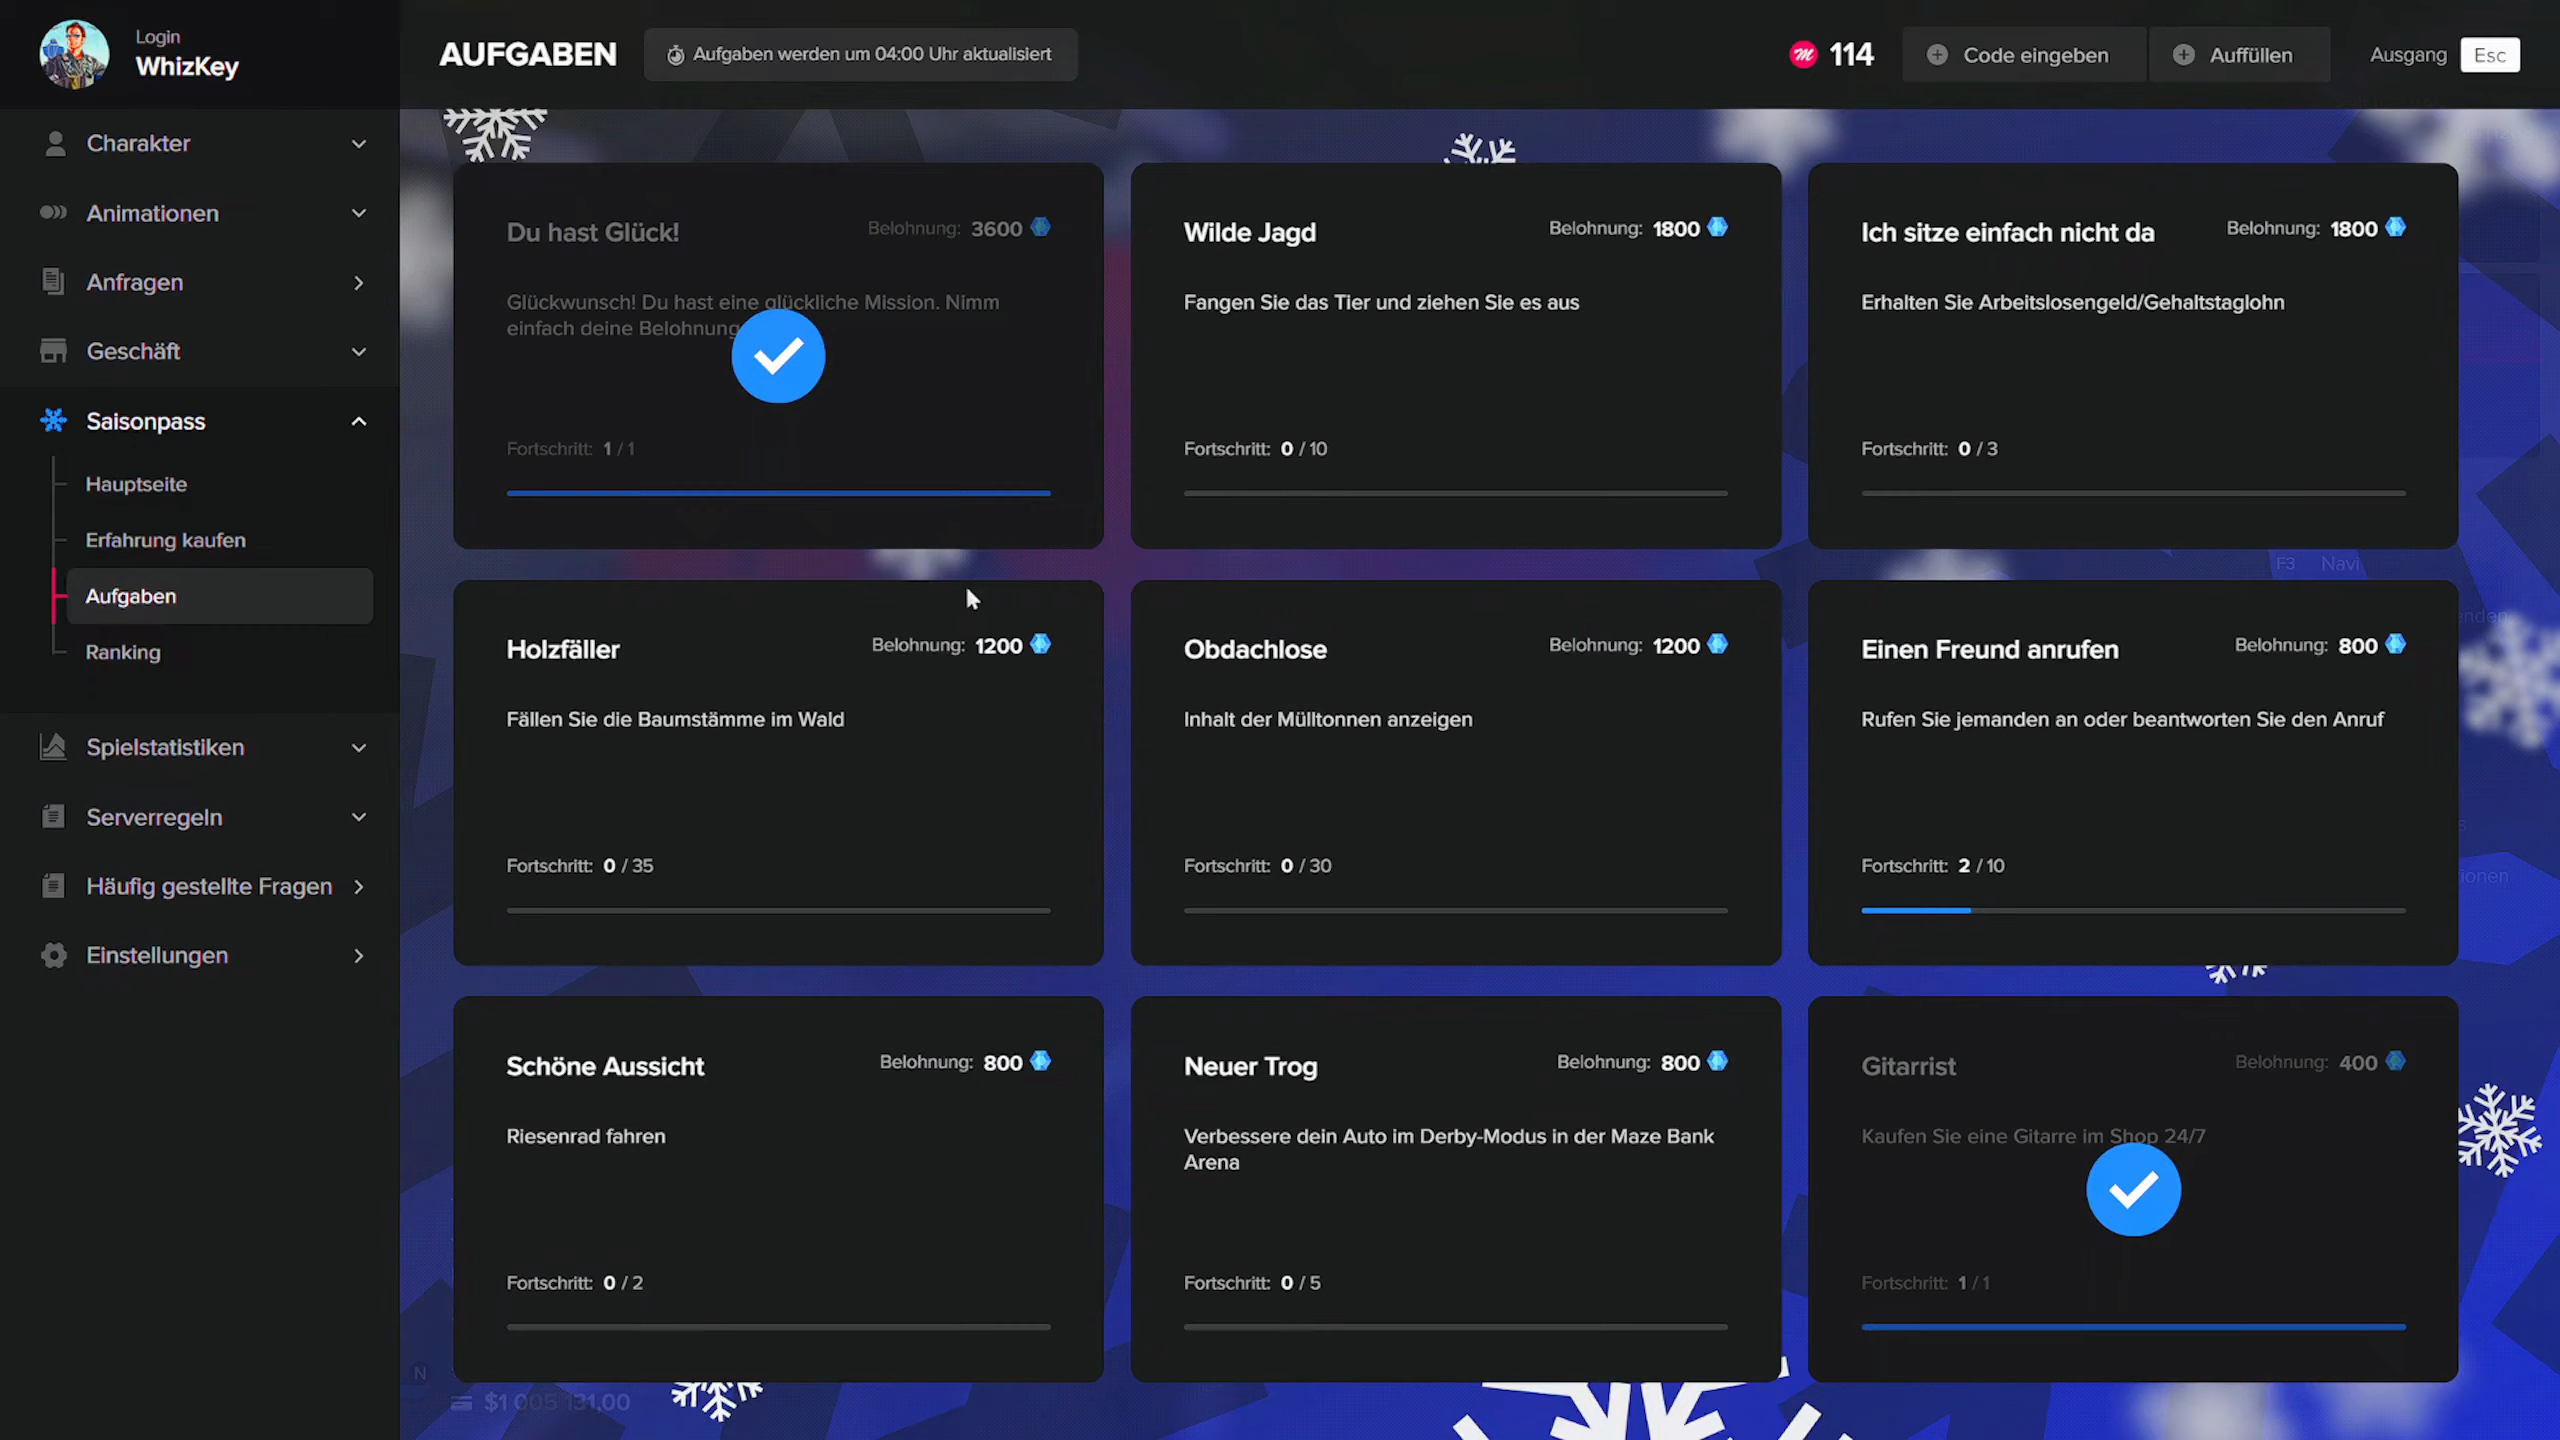 Login
WhizKey
AUFGABEN
Aufgaben werden um 04:00 Uhr aktualisiert
114
Code eingeben
Auffüllen
Ausgang
Esc
Charakter
Animationen
Anfragen
Geschäft
Saisonpass
Hauptseite
Erfahrung kaufen
Aufgaben
Ranking
Spielstatistiken
Serverregeln
Häufig gestellte Fragen
Einstellungen
Du hast Glück!
Belohnung: 3600
Glückwunsch! Du hast eine glückliche Mission. Nimm
einfach deine Belohnung
Fortschritt: 1 / 1
Wilde Jagd
Belohnung: 1800
Fangen Sie das Tier und ziehen Sie es aus
Fortschritt: 0 / 10
Ich sitze einfach nicht da
Belohnung: 1800
Erhalten Sie Arbeitslosengeld/Gehaltstaglohn
Fortschritt: 0 / 3
F3 Navi
Holzfäller
Belohnung: 1200
Fällen Sie die Baumstämme im Wald
Fortschritt: 0 / 35
Obdachlose
Belohnung: 1200
Inhalt der Mülltonnen anzeigen
Fortschritt: 0 / 30
Einen Freund anrufen
Belohnung: 800
Rufen Sie jemanden an oder beantworten Sie den Anruf
Fortschritt: 2 / 10
Schöne Aussicht
Belohnung: 800
Riesenrad fahren
Fortschritt: 0 / 2
Neuer Trog
Belohnung: 800
Verbessere dein Auto im Derby-Modus in der Maze Bank
Arena
Fortschritt: 0 / 5
Gitarrist
Belohnung: 400
Kaufen Sie eine Gitarre im Shop 24/7
Fortschritt: 1 / 1
N
$1 005 131,00